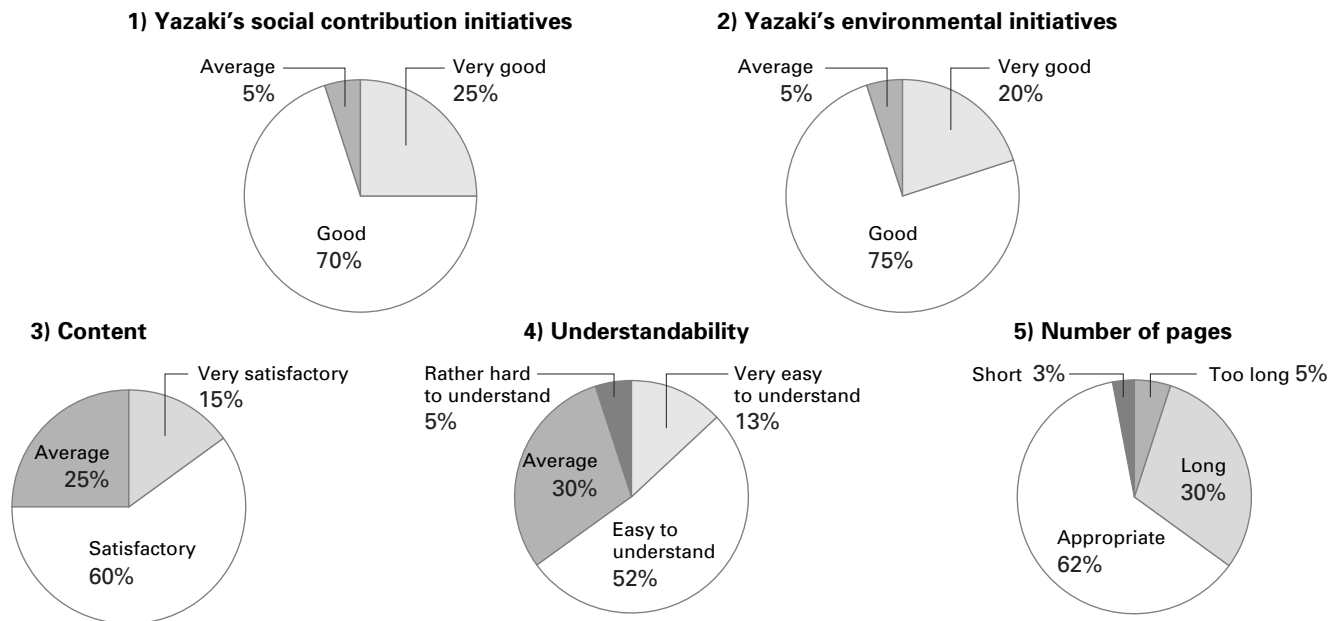 1) Yazaki's social contribution initiatives
Average
5%
Very good
25%
Good
70%
2) Yazaki's environmental initiatives
Average
5%
Very good
20%
Good
75%
3) Content
Very satisfactory
15%
Average
25%
Satisfactory
60%
4) Understandability
Rather hard
to understand
5%
Very easy
to understand
13%
Average
30%
Easy to
understand
52%
5) Number of pages
Short 3%
Too long 5%
Long
30%
Appropriate
62%